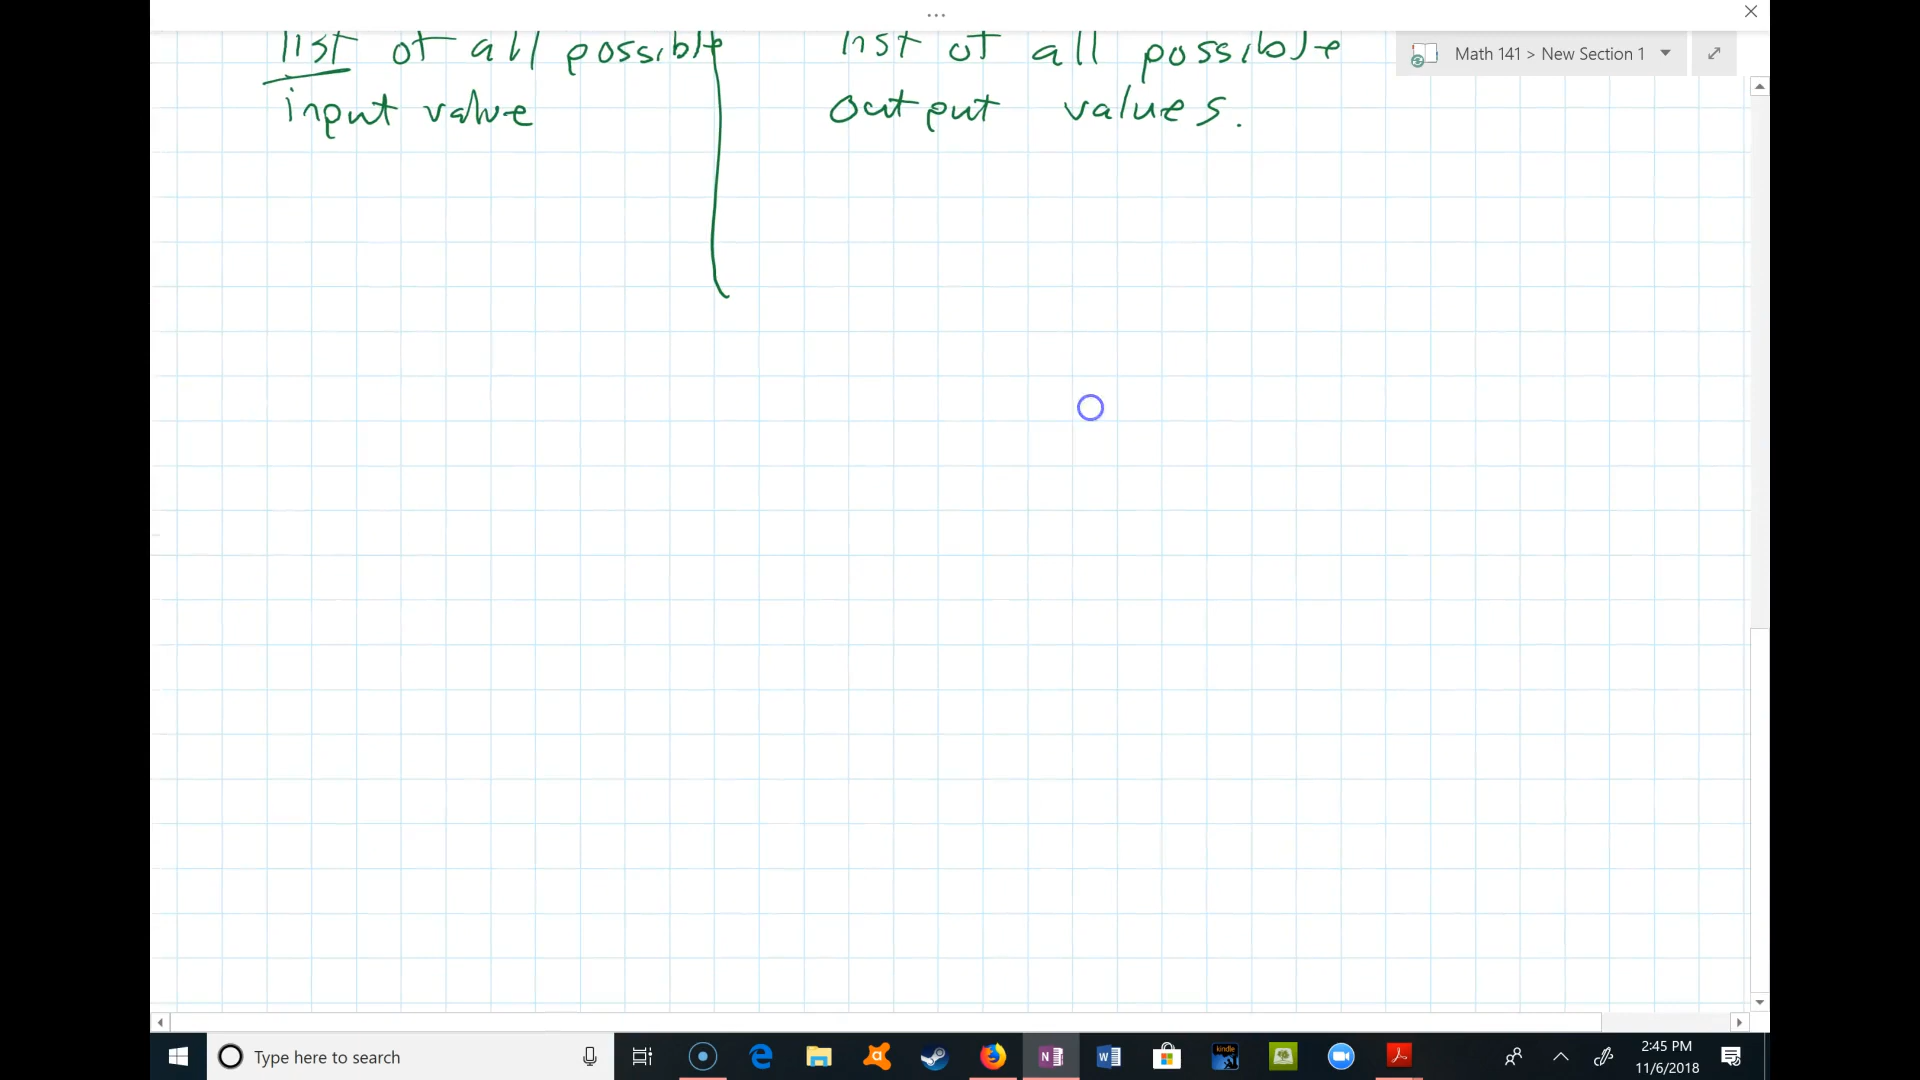 ...
Math 141 > New Section 1
list of all possible
input value
list of all possible
output values.
Type here to search
kindle
2:45 PM
11/6/2018